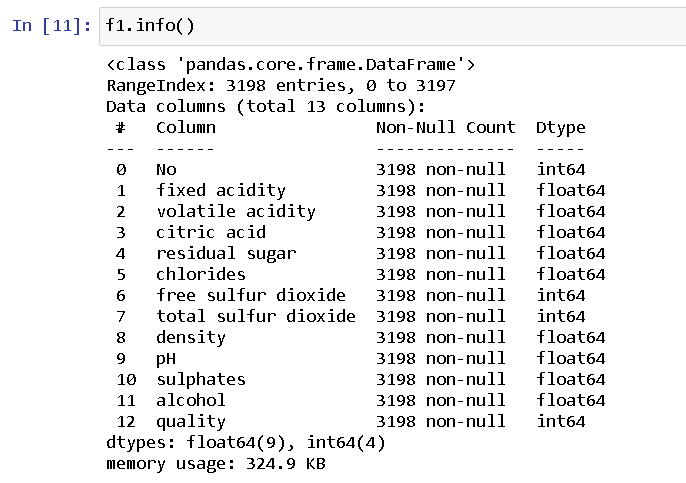 In [11]: f1.info()
<class 'pandas.core.frame.DataFrame'>
RangeIndex: 3198 entries, 0 to 3197
Data columns (total 13 columns):
 #   Column                Non-Null Count  Dtype
---  ------                --------------  -----
 0   No                    3198 non-null   int64
 1   fixed acidity         3198 non-null   float64
 2   volatile acidity      3198 non-null   float64
 3   citric acid           3198 non-null   float64
 4   residual sugar        3198 non-null   float64
 5   chlorides             3198 non-null   float64
 6   free sulfur dioxide   3198 non-null   int64
 7   total sulfur dioxide  3198 non-null   int64
 8   density               3198 non-null   float64
 9   pH                    3198 non-null   float64
 10  sulphates             3198 non-null   float64
 11  alcohol               3198 non-null   float64
 12  quality               3198 non-null   int64
dtypes: float64(9), int64(4)
memory usage: 324.9 KB